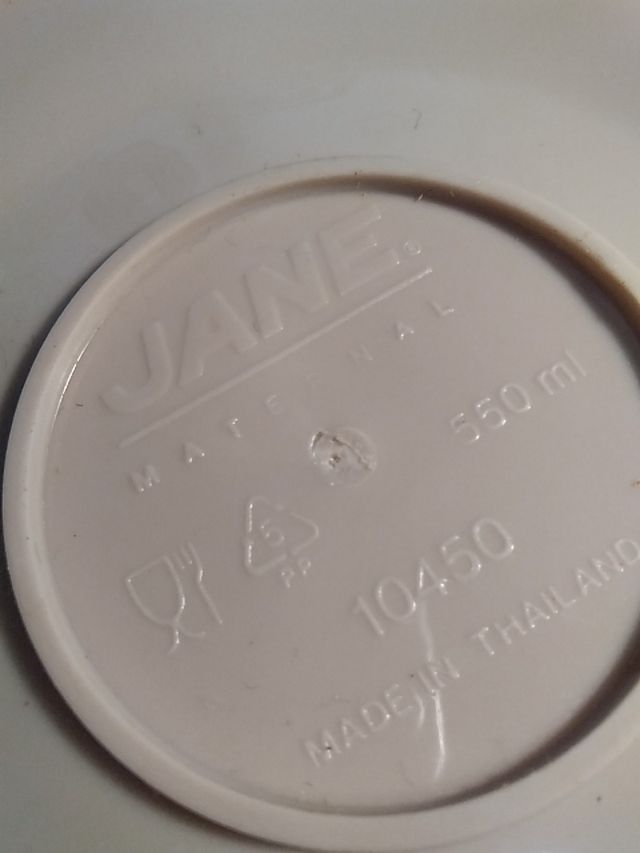 JANE®
MATERNAL
550 ml
5
PP
10450
MADE IN THAILAND